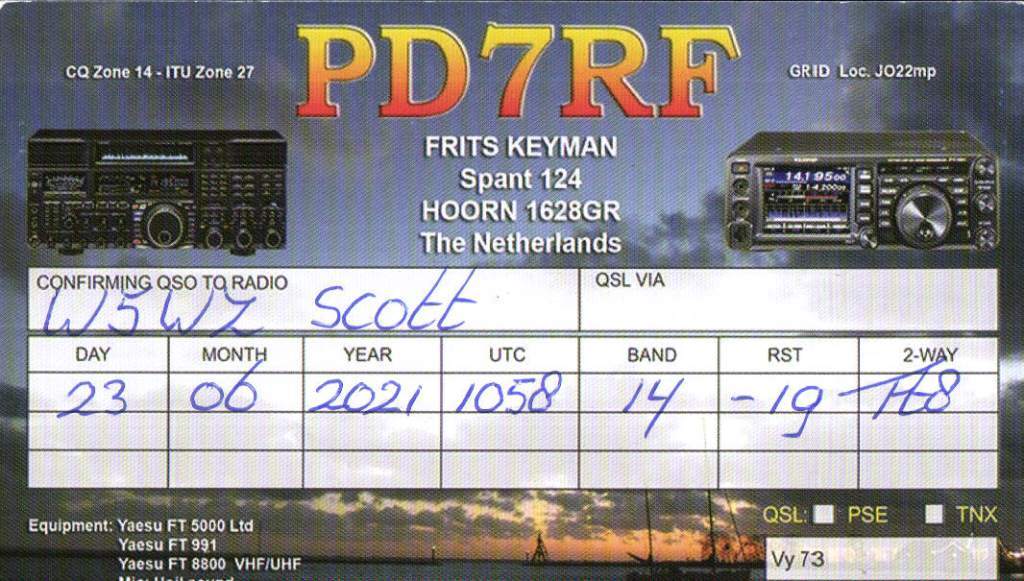 PD7RF
CQ Zone 14 - ITU Zone 27
GRID Loc. JO22mp
FRITS KEYMAN
Spant 124
HOORN 1628GR
The Netherlands
14.195.00
CONFIRMING QSO TO RADIO
QSL VIA
W5WZ Scott
DAY MONTH YEAR UTC BAND RST 2-WAY
23 06 2021 1058 14 -19 Ft8
QSL: PSE TNX
Equipment: Yaesu FT 5000 Ltd
Yaesu FT 991
Yaesu FT 8800 VHF/UHF
Vy 73